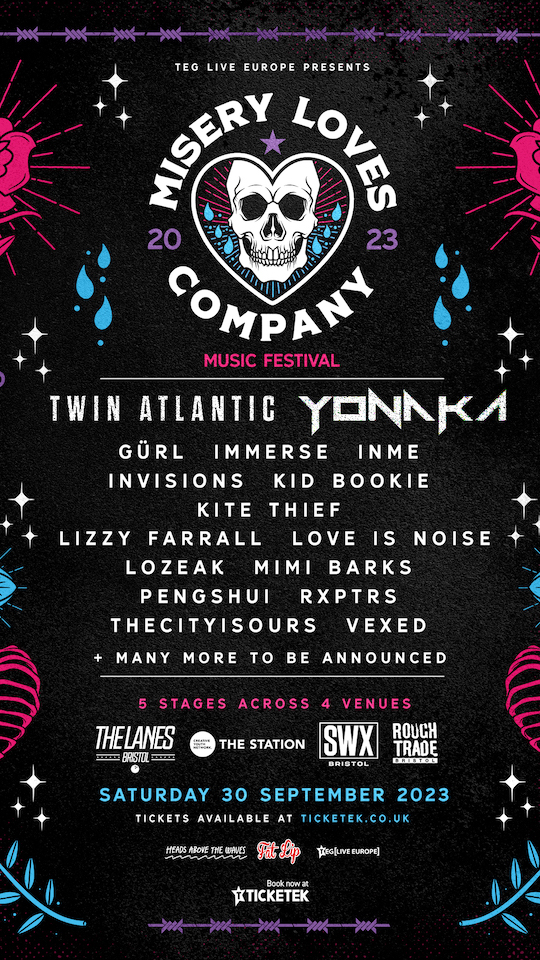 TEG LIVE EUROPE PRESENTS
MISERY LOVES
20 23
COMPANY
MUSIC FESTIVAL
TWIN ATLANTIC YONAKA
GÜRL IMMERSE INME
INVISIONS KID BOOKIE
KITE THIEF
LIZZY FARRALL LOVE IS NOISE
LOZEAK MIMI BARKS
PENGSHUI RXPTRS
THECITYISOURS VEXED
+ MANY MORE TO BE ANNOUNCED
5 STAGES ACROSS 4 VENUES
THE LANES
BRISTOL
CREATIVE
YOUTH
NETWORK
THE STATION
SWX
BRISTOL
ROUGH
TRADE
BRISTOL
SATURDAY 30 SEPTEMBER 2023
TICKETS AVAILABLE AT TICKETEK.CO.UK
HEADS ABOVE THE WAVES Fat Lip TEG[LIVE EUROPE]
Book now at
TICKETEK